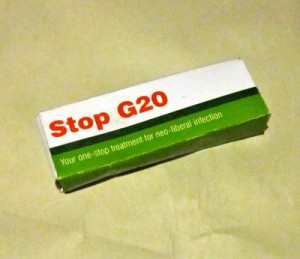 Stop G20
Your one-stop treatment for neo-liberal infection